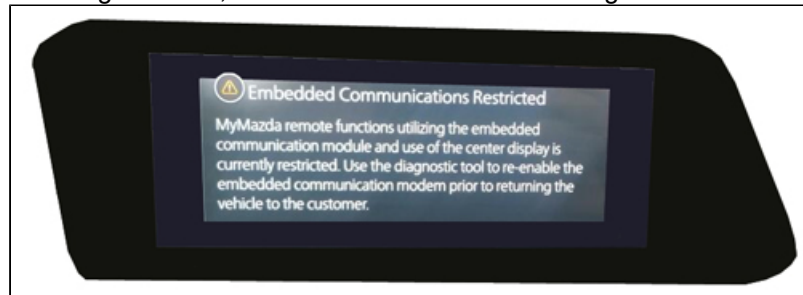 Embedded Communications Restricted
MyMazda remote functions utilizing the embedded
communication module and use of the center display is
currently restricted. Use the diagnostic tool to re-enable the
embedded communication modem prior to returning the
vehicle to the customer.